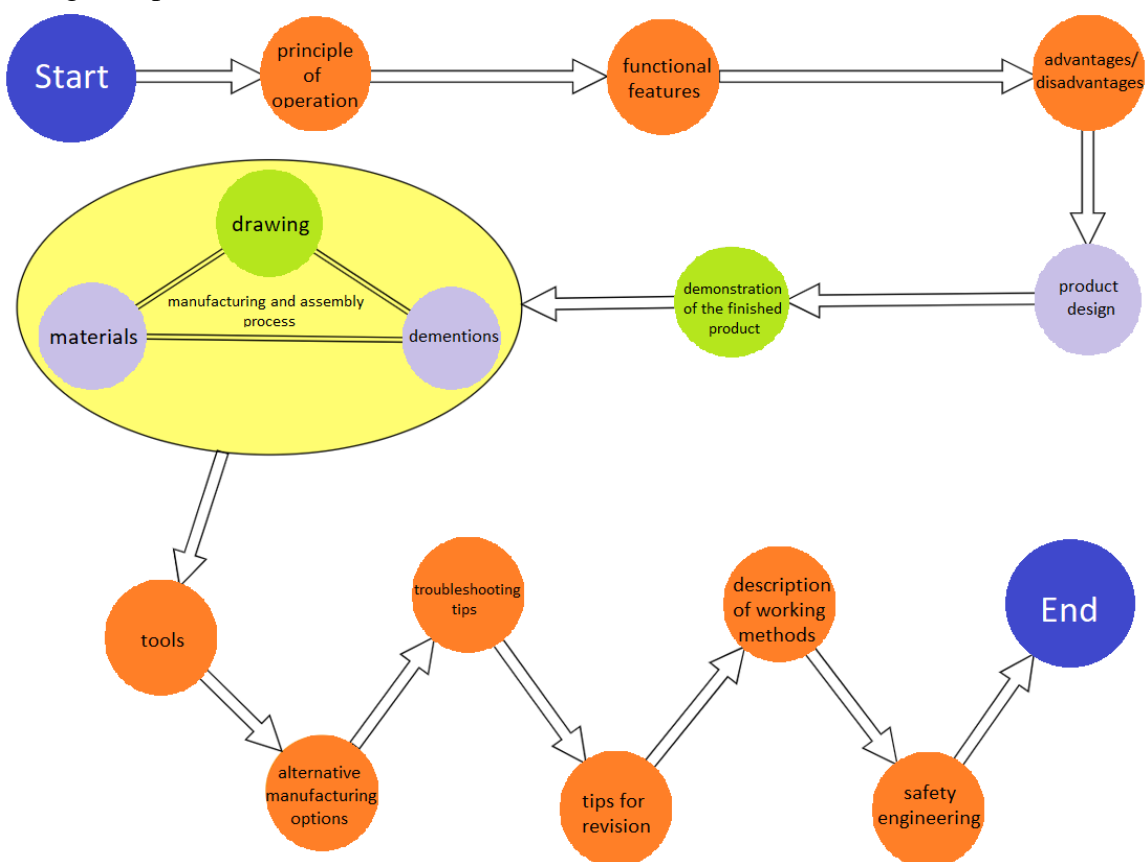 Start
principle
of
operation
functional
features
advantages/
disadvantages
drawing
manufacturing and assembly
process
materials
dementions
demonstration
of the finished
product
product
design
tools
alternative
manufacturing
options
troubleshooting
tips
tips for
revision
description
of working
methods
safety
engineering
End